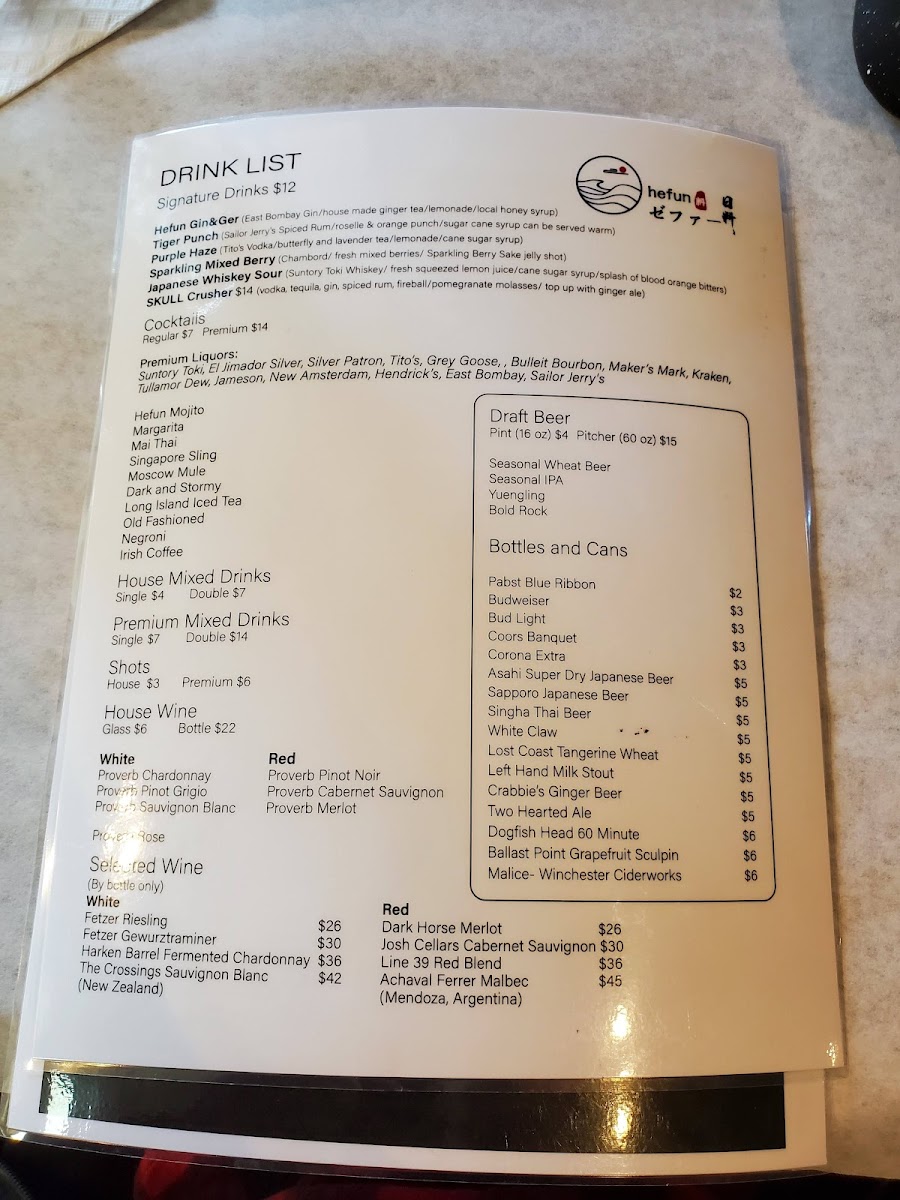 DRINK LIST
Signature Drinks $12
hefun 日料
ゼファー
Hefun Gin&Ger (East Bombay Gin/house made ginger tea/lemonade/local honey syrup)
Tiger Punch (Sailor Jerry's Spiced Rum/roselle & orange punch/sugar cane syrup can be served warm)
Purple Haze (Tito's Vodka/butterfly and lavender tea/lemonade/cane sugar syrup)
Sparkling Mixed Berry (Chambord/ fresh mixed berries/ Sparkling Berry Sake jelly shot)
Japanese Whiskey Sour (Suntory Toki Whiskey/ fresh squeezed lemon juice/cane sugar syrup/splash of blood orange bitters)
SKULL Crusher $14 (vodka, tequila, gin, spiced rum, fireball/pomegranate molasses/ top up with ginger ale)
Cocktails
Regular $7 Premium $14
Premium Liquors:
Suntory Toki, El Jimador Silver, Silver Patron, Tito's, Grey Goose, , Bulleit Bourbon, Maker's Mark, Kraken,
Tullamor Dew, Jameson, New Amsterdam, Hendrick's, East Bombay, Sailor Jerry's
Hefun Mojito
Margarita
Mai Thai
Singapore Sling
Moscow Mule
Dark and Stormy
Long Island Iced Tea
Old Fashioned
Negroni
Irish Coffee
House Mixed Drinks
Single $4 Double $7
Premium Mixed Drinks
Single $7 Double $14
Shots
House $3 Premium $6
House Wine
Glass $6 Bottle $22
White
Proverb Chardonnay
Proverb Pinot Grigio
Proverb Sauvignon Blanc
Proverb Rose
Red
Proverb Pinot Noir
Proverb Cabernet Sauvignon
Proverb Merlot
Draft Beer
Pint (16 oz) $4 Pitcher (60 oz) $15
Seasonal Wheat Beer
Seasonal IPA
Yuengling
Bold Rock
Bottles and Cans
Pabst Blue Ribbon $2
Budweiser $3
Bud Light $3
Coors Banquet $3
Corona Extra $3
Asahi Super Dry Japanese Beer $5
Sapporo Japanese Beer $5
Singha Thai Beer $5
White Claw $5
Lost Coast Tangerine Wheat $5
Left Hand Milk Stout $5
Crabbie's Ginger Beer $5
Two Hearted Ale $5
Dogfish Head 60 Minute $6
Ballast Point Grapefruit Sculpin $6
Malice- Winchester Ciderworks $6
Selected Wine
(By bottle only)
White
Fetzer Riesling $26
Fetzer Gewurztraminer $30
Harken Barrel Fermented Chardonnay $36
The Crossings Sauvignon Blanc $42
(New Zealand)
Red
Dark Horse Merlot $26
Josh Cellars Cabernet Sauvignon $30
Line 39 Red Blend $36
Achaval Ferrer Malbec $45
(Mendoza, Argentina)